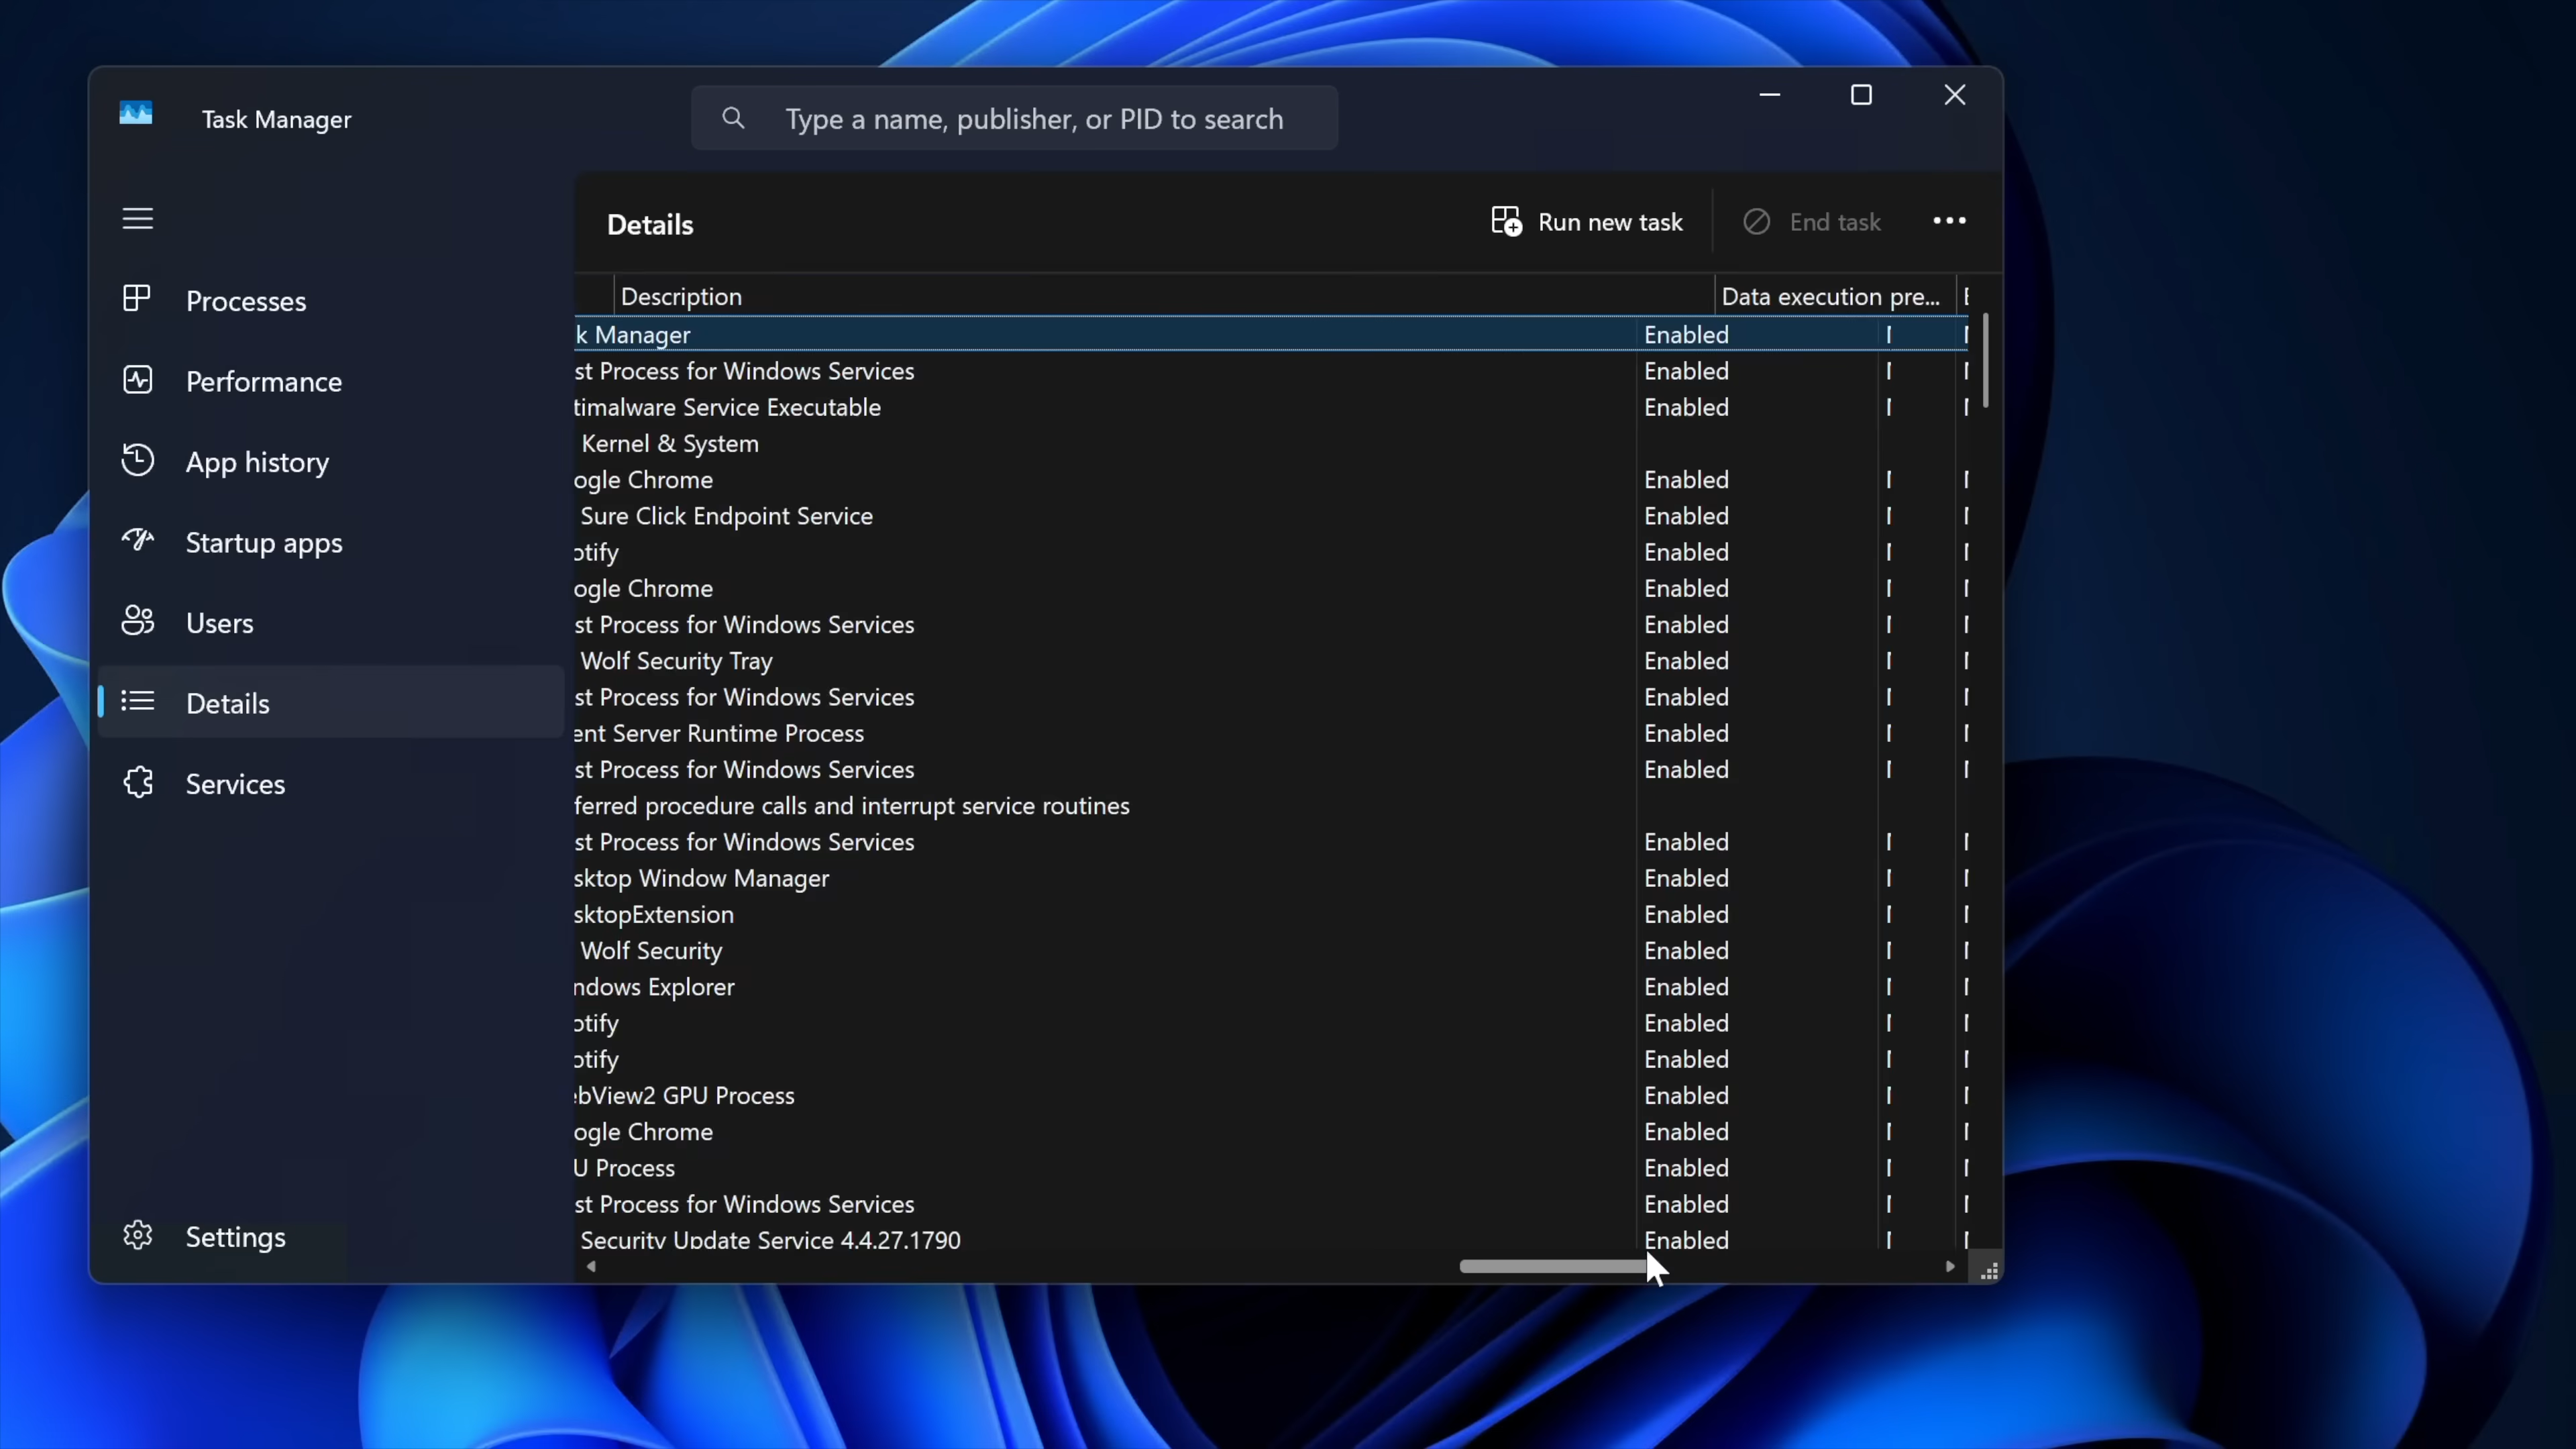 Task Manager
Type a name, publisher, or PID to search
Details
Run new task
End task
Processes
Performance
App history
Startup apps
Users
Details
Services
Settings
Description
Data execution pre...
k Manager Enabled
st Process for Windows Services Enabled
timalware Service Executable Enabled
Kernel & System
ogle Chrome Enabled
Sure Click Endpoint Service Enabled
otify Enabled
ogle Chrome Enabled
st Process for Windows Services Enabled
Wolf Security Tray Enabled
st Process for Windows Services Enabled
ent Server Runtime Process Enabled
st Process for Windows Services Enabled
ferred procedure calls and interrupt service routines
st Process for Windows Services Enabled
sktop Window Manager Enabled
sktopExtension Enabled
Wolf Security Enabled
ndows Explorer Enabled
otify Enabled
otify Enabled
ebView2 GPU Process Enabled
ogle Chrome Enabled
U Process Enabled
st Process for Windows Services Enabled
Security Update Service 4.4.27.1790 Enabled